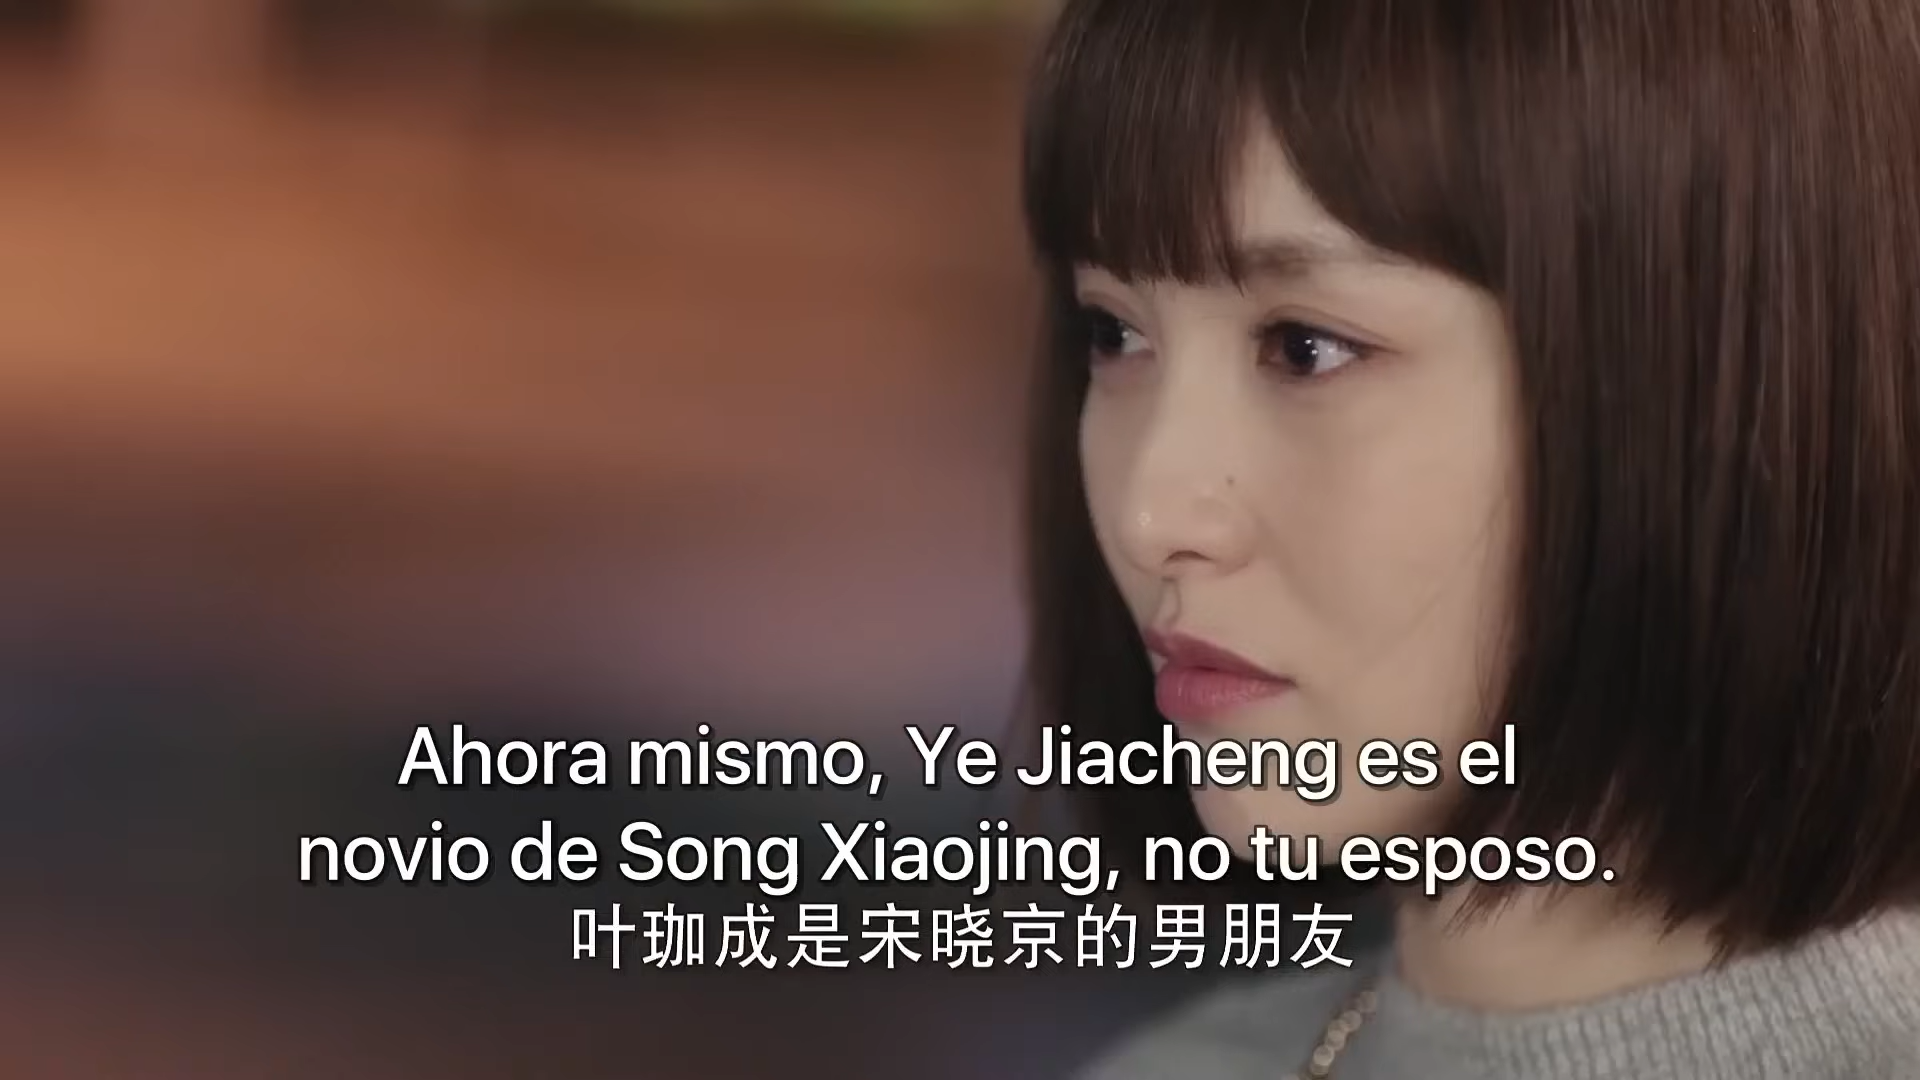 Ahora mismo, Ye Jiacheng es el
novio de Song Xiaojing, no tu esposo.
叶珈成是宋晓京的男朋友